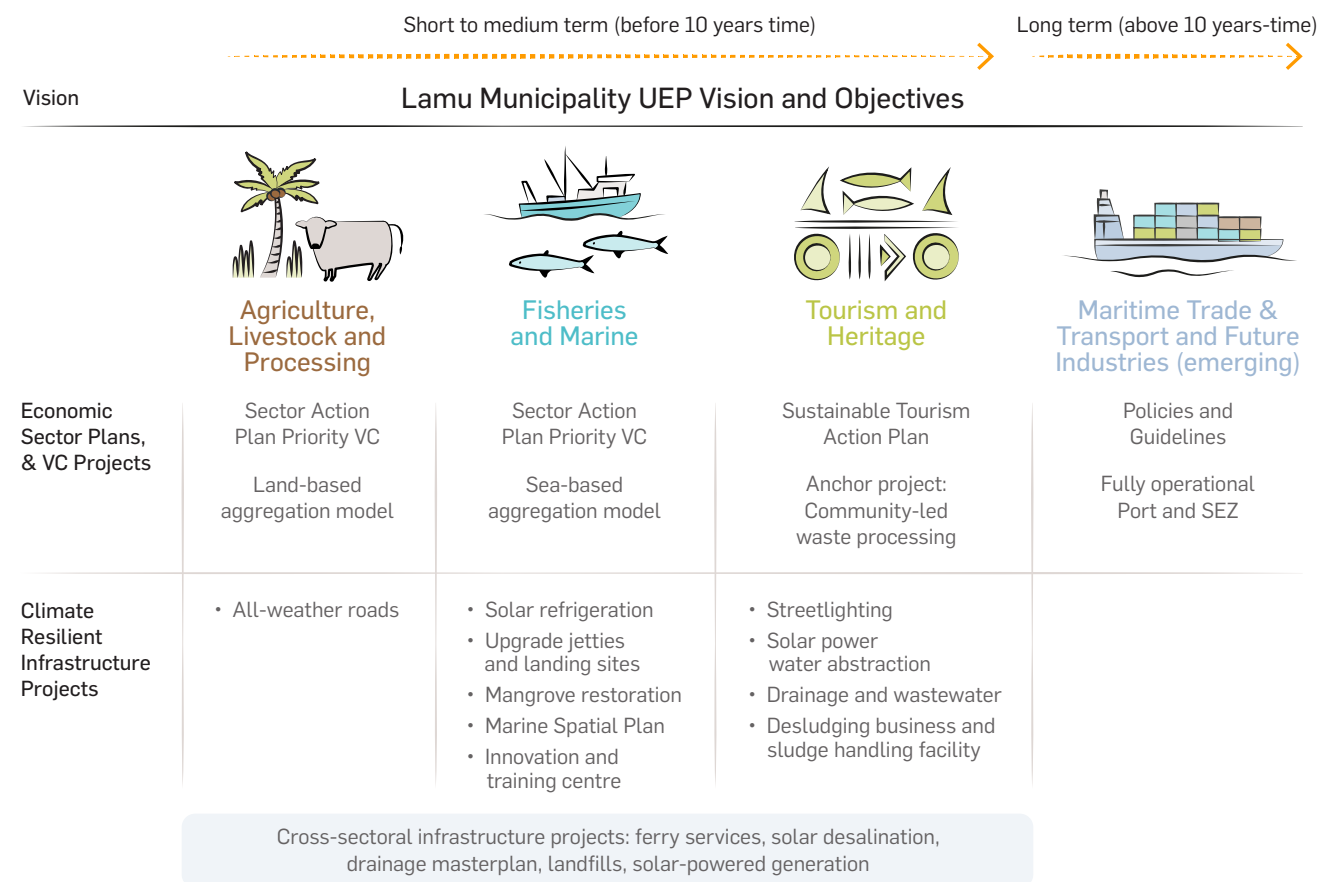 Short to medium term (before 10 years time)
Long term (above 10 years-time)
Vision
Lamu Municipality UEP Vision and Objectives
Agriculture,
Livestock and
Processing
Fisheries
and Marine
Tourism and
Heritage
Maritime Trade &
Transport and Future
Industries (emerging)
Economic
Sector Plans,
& VC Projects
Sector Action
Plan Priority VC
Land-based
aggregation model
Sector Action
Plan Priority VC
Sea-based
aggregation model
Sustainable Tourism
Action Plan
Anchor project:
Community-led
waste processing
Policies and
Guidelines
Fully operational
Port and SEZ
Climate
Resilient
Infrastructure
Projects
• All-weather roads
• Solar refrigeration
• Upgrade jetties
and landing sites
• Mangrove restoration
• Marine Spatial Plan
• Innovation and
training centre
• Streetlighting
• Solar power
water abstraction
• Drainage and wastewater
• Desludging business and
sludge handling facility
Cross-sectoral infrastructure projects: ferry services, solar desalination,
drainage masterplan, landfills, solar-powered generation